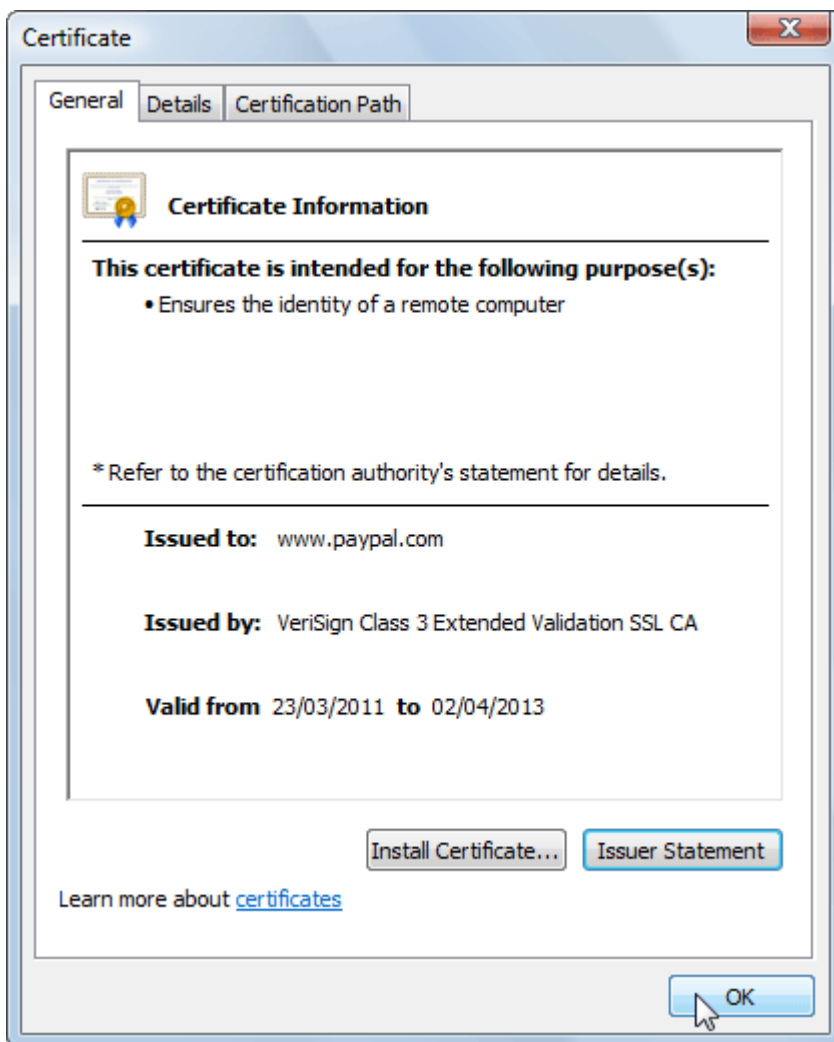 Certificate
General Details Certification Path
Certificate Information
This certificate is intended for the following purpose(s):
• Ensures the identity of a remote computer
* Refer to the certification authority's statement for details.
Issued to: www.paypal.com
Issued by: VeriSign Class 3 Extended Validation SSL CA
Valid from 23/03/2011 to 02/04/2013
Install Certificate... Issuer Statement
Learn more about certificates
OK